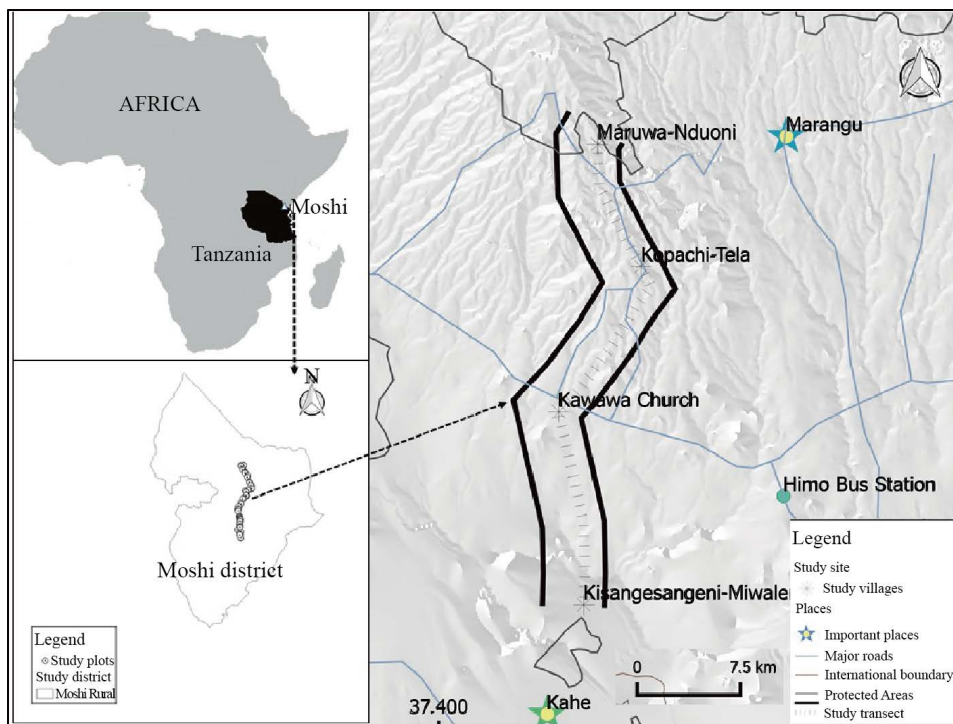 AFRICA
Moshi
Tanzania
N
Moshi district
Legend
Study plots
Study district
Moshi Rural
Maruwa-Nduoni
Marangu
Kopachi-Tela
Kawawa Church
Himo Bus Station
Kisangesangeni-Miwaler
Kahe
37.400
0 7.5 km
Legend
Study site
Study villages
Places
Important places
Major roads
International boundary
Protected Areas
Study transect